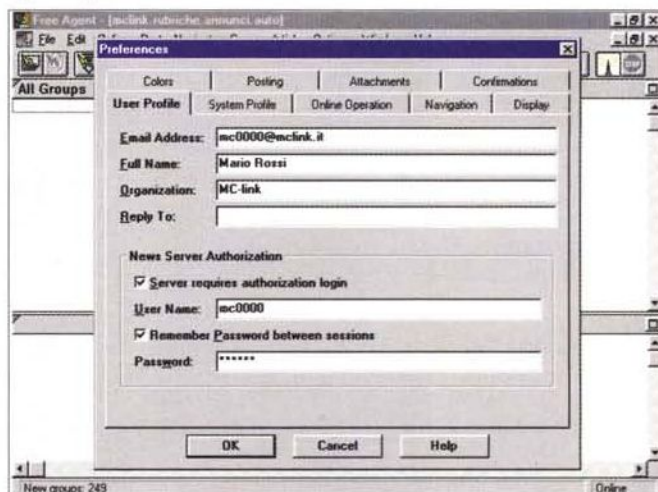 Free Agent - [mclink.rubriche.annunci.auto]
File Edit
Preferences
All Groups
Colors Posting Attachments Confirmations
User Profile System Profile Online Operation Navigation Display
Email Address: mc0000@mclink.it
Full Name: Mario Rossi
Organization: MC-link
Reply To:
News Server Authorization
Server requires authorization login
User Name: mc0000
Remember Password between sessions
Password: ******
OK Cancel Help
New groups: 249 Online